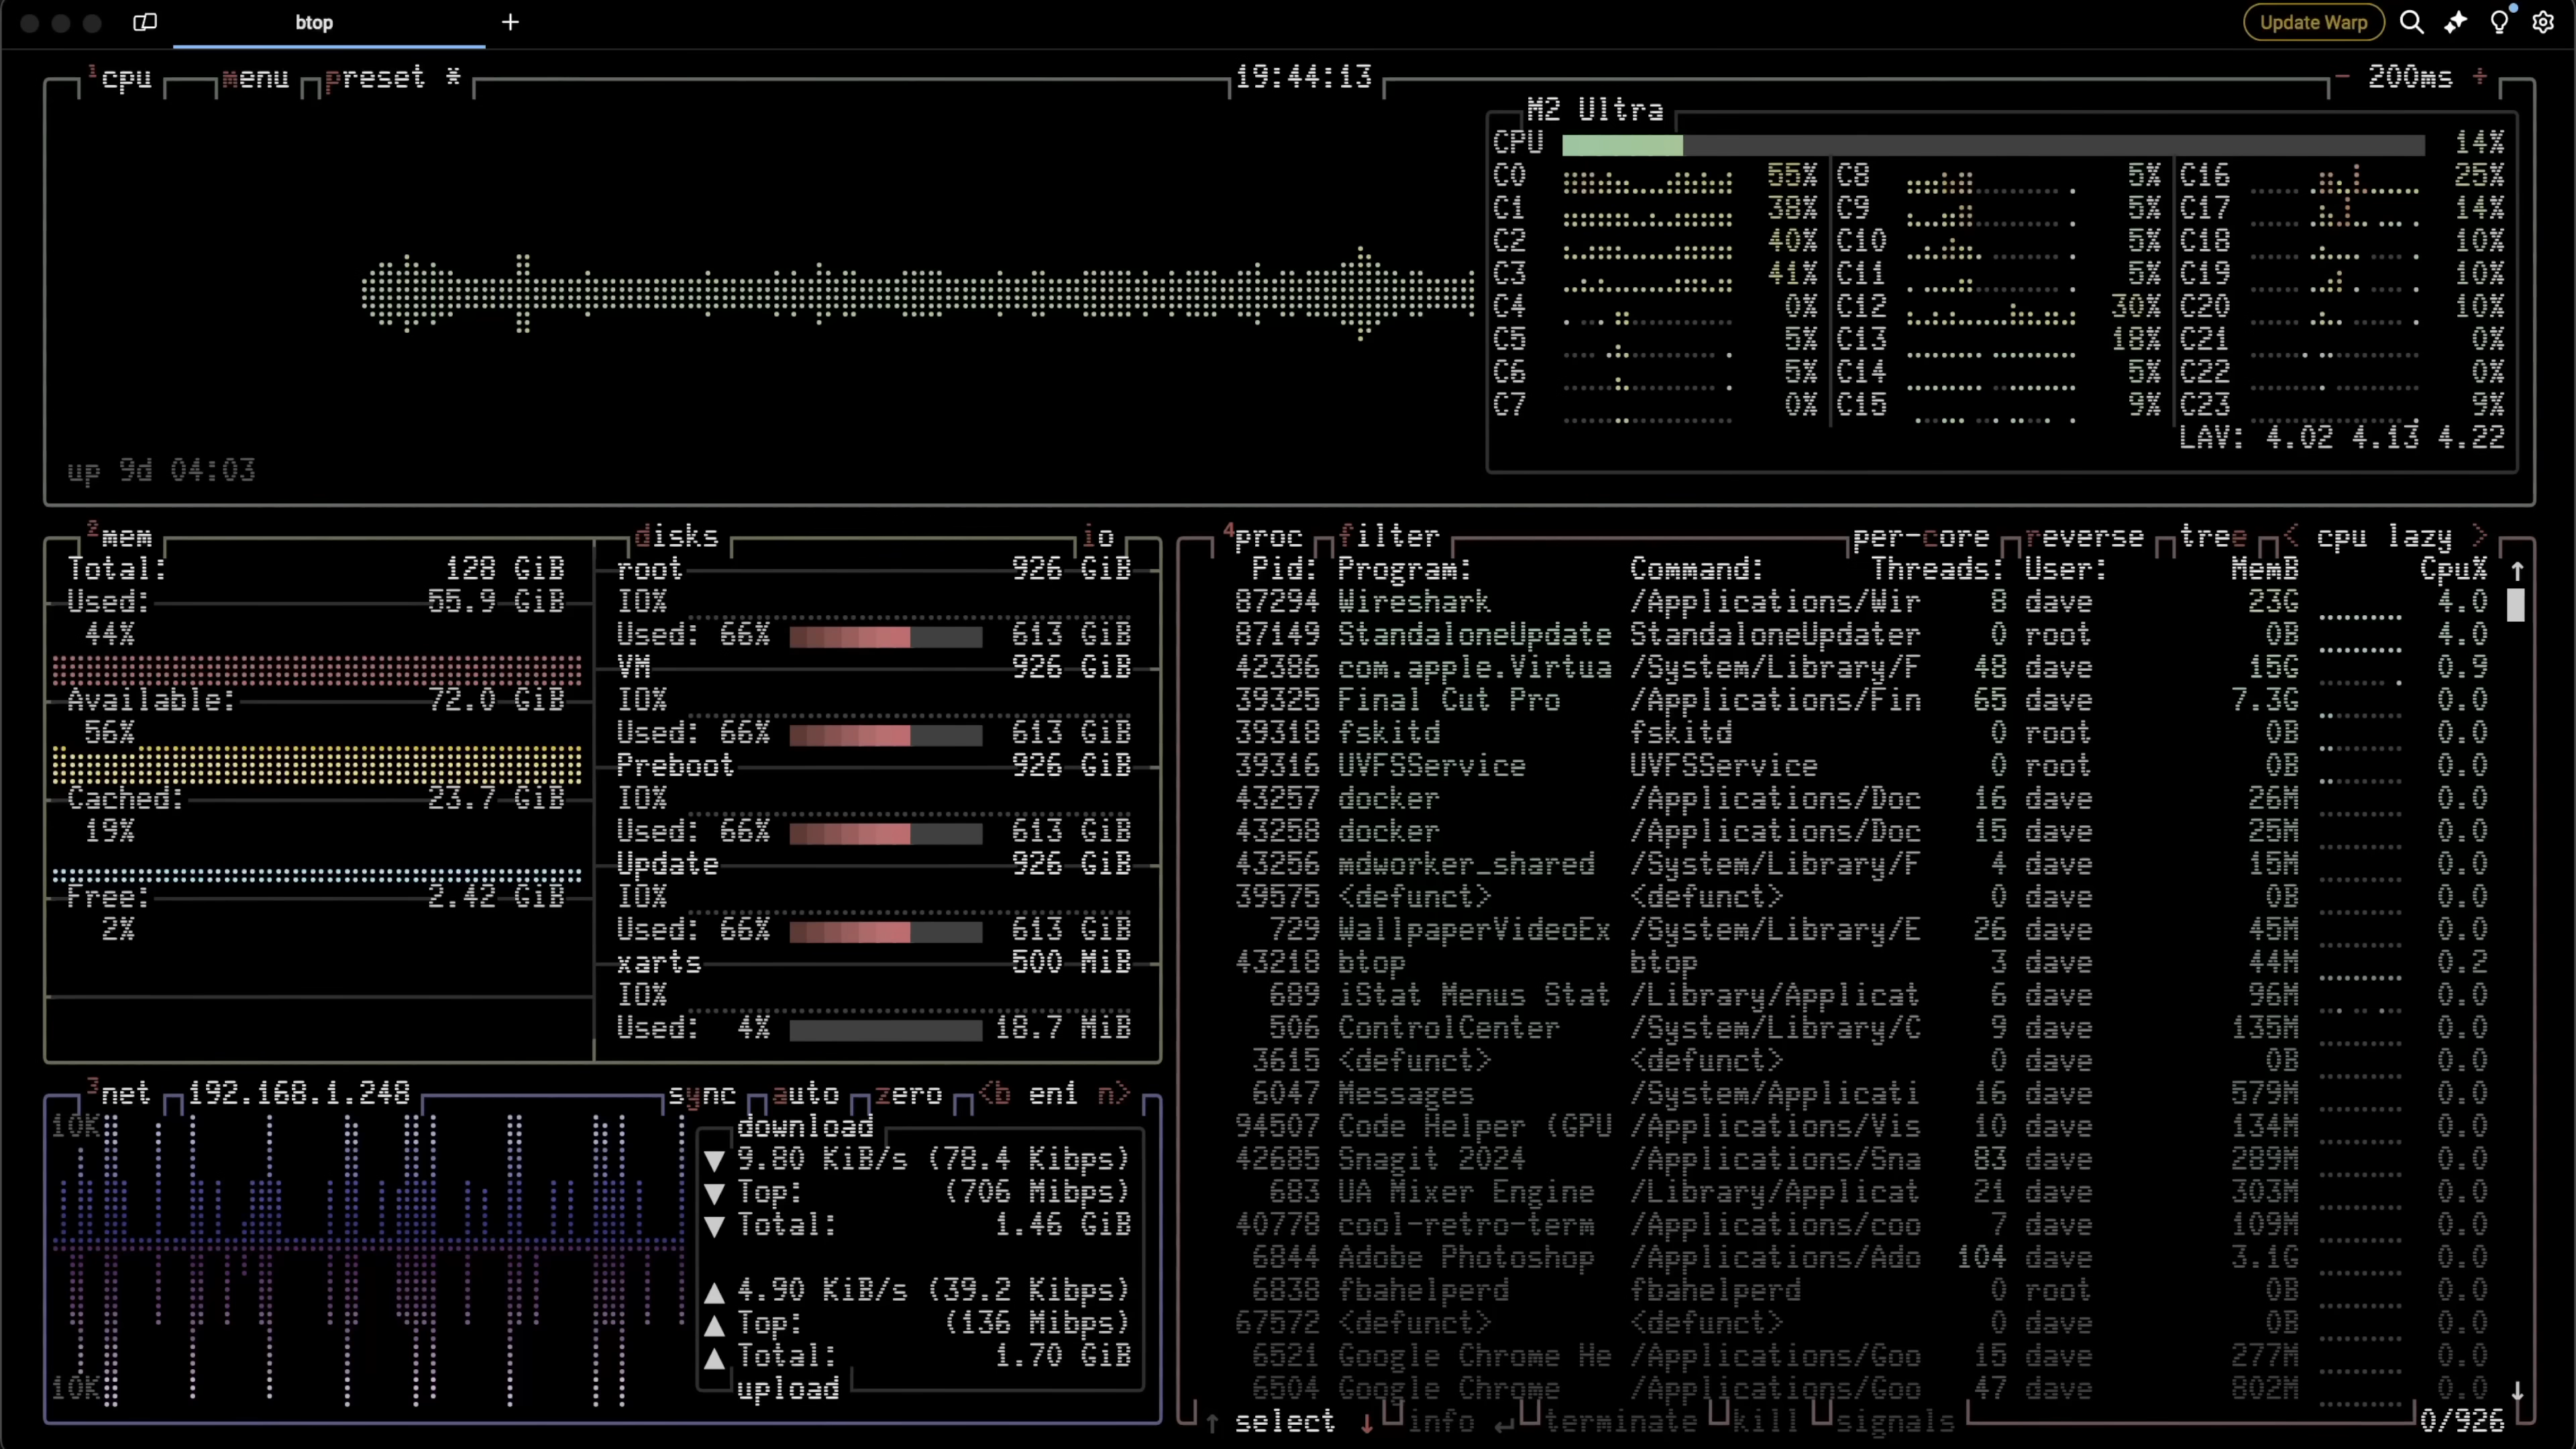 btop
Update Warp
¹cpu menu preset * 19:44:13 - 200ms +
M2 Ultra
CPU 14%
C0 55% C8 5% C16 25%
C1 38% C9 5% C17 14%
C2 40% C10 5% C18 10%
C3 41% C11 5% C19 10%
C4 0% C12 30% C20 10%
C5 5% C13 18% C21 0%
C6 5% C14 5% C22 0%
C7 0% C15 9% C23 9%
LAV: 4.02 4.13 4.22
up 9d 04:03
²mem
Total: 128 GiB
Used: 55.9 GiB
44%
Available: 72.0 GiB
56%
Cached: 23.7 GiB
19%
Free: 2.42 GiB
2%
disks io
root 926 GiB
IO%
Used: 66% 613 GiB
VM 926 GiB
IO%
Used: 66% 613 GiB
Preboot 926 GiB
IO%
Used: 66% 613 GiB
Update 926 GiB
IO%
Used: 66% 613 GiB
xarts 500 MiB
IO%
Used: 4% 18.7 MiB
³net 192.168.1.248 sync auto zero <b en1 n>
10K
10K
download
▼ 9.80 KiB/s (78.4 Kibps)
▼ Top: (706 Mibps)
▼ Total: 1.46 GiB
▲ 4.90 KiB/s (39.2 Kibps)
▲ Top: (136 Mibps)
▲ Total: 1.70 GiB
upload
⁴proc filter per-core reverse tree < cpu lazy >
Pid: Program: Command: Threads: User: MemB Cpu% ↑
87294 Wireshark /Applications/Wir 8 dave 23G 4.0
87149 StandaloneUpdate StandaloneUpdater 0 root 0B 4.0
42386 com.apple.Virtua /System/Library/F 48 dave 15G 0.9
39325 Final Cut Pro /Applications/Fin 65 dave 7.3G 0.0
39318 fskitd fskitd 0 root 0B 0.0
39316 UVFSService UVFSService 0 root 0B 0.0
43257 docker /Applications/Doc 16 dave 26M 0.0
43258 docker /Applications/Doc 15 dave 25M 0.0
43256 mdworker_shared /System/Library/F 4 dave 15M 0.0
39575 <defunct> <defunct> 0 dave 0B 0.0
729 WallpaperVideoEx /System/Library/E 26 dave 45M 0.0
43218 btop btop 3 dave 44M 0.2
689 iStat Menus Stat /Library/Applicat 6 dave 96M 0.0
506 ControlCenter /System/Library/C 9 dave 135M 0.0
3615 <defunct> <defunct> 0 dave 0B 0.0
6047 Messages /System/Applicati 16 dave 579M 0.0
94507 Code Helper (GPU /Applications/Vis 10 dave 134M 0.0
42685 Snagit 2024 /Applications/Sna 83 dave 289M 0.0
683 UA Mixer Engine /Library/Applicat 21 dave 303M 0.0
40778 cool-retro-term /Applications/coo 7 dave 109M 0.0
6844 Adobe Photoshop /Applications/Ado 104 dave 3.1G 0.0
6838 fbahelperd fbahelperd 0 root 0B 0.0
67572 <defunct> <defunct> 0 dave 0B 0.0
6521 Google Chrome He /Applications/Goo 15 dave 277M 0.0
6504 Google Chrome /Applications/Goo 47 dave 802M 0.0 ↓
↑ select ↓ info ↵ terminate kill signals 0/926